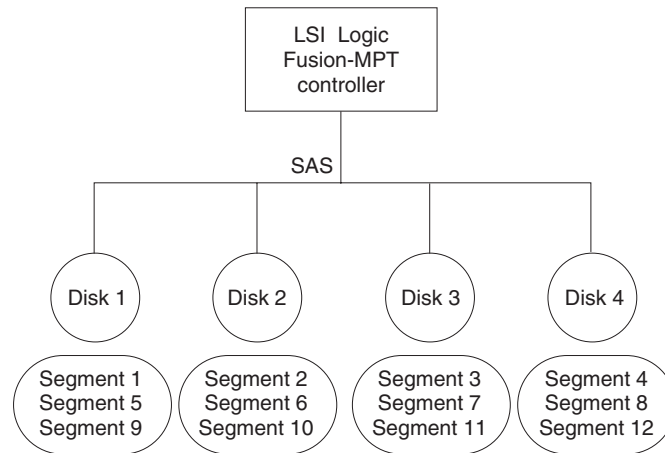 LSI Logic
Fusion-MPT
controller
SAS
Disk 1
Disk 2
Disk 3
Disk 4
Segment 1
Segment 5
Segment 9
Segment 2
Segment 6
Segment 10
Segment 3
Segment 7
Segment 11
Segment 4
Segment 8
Segment 12